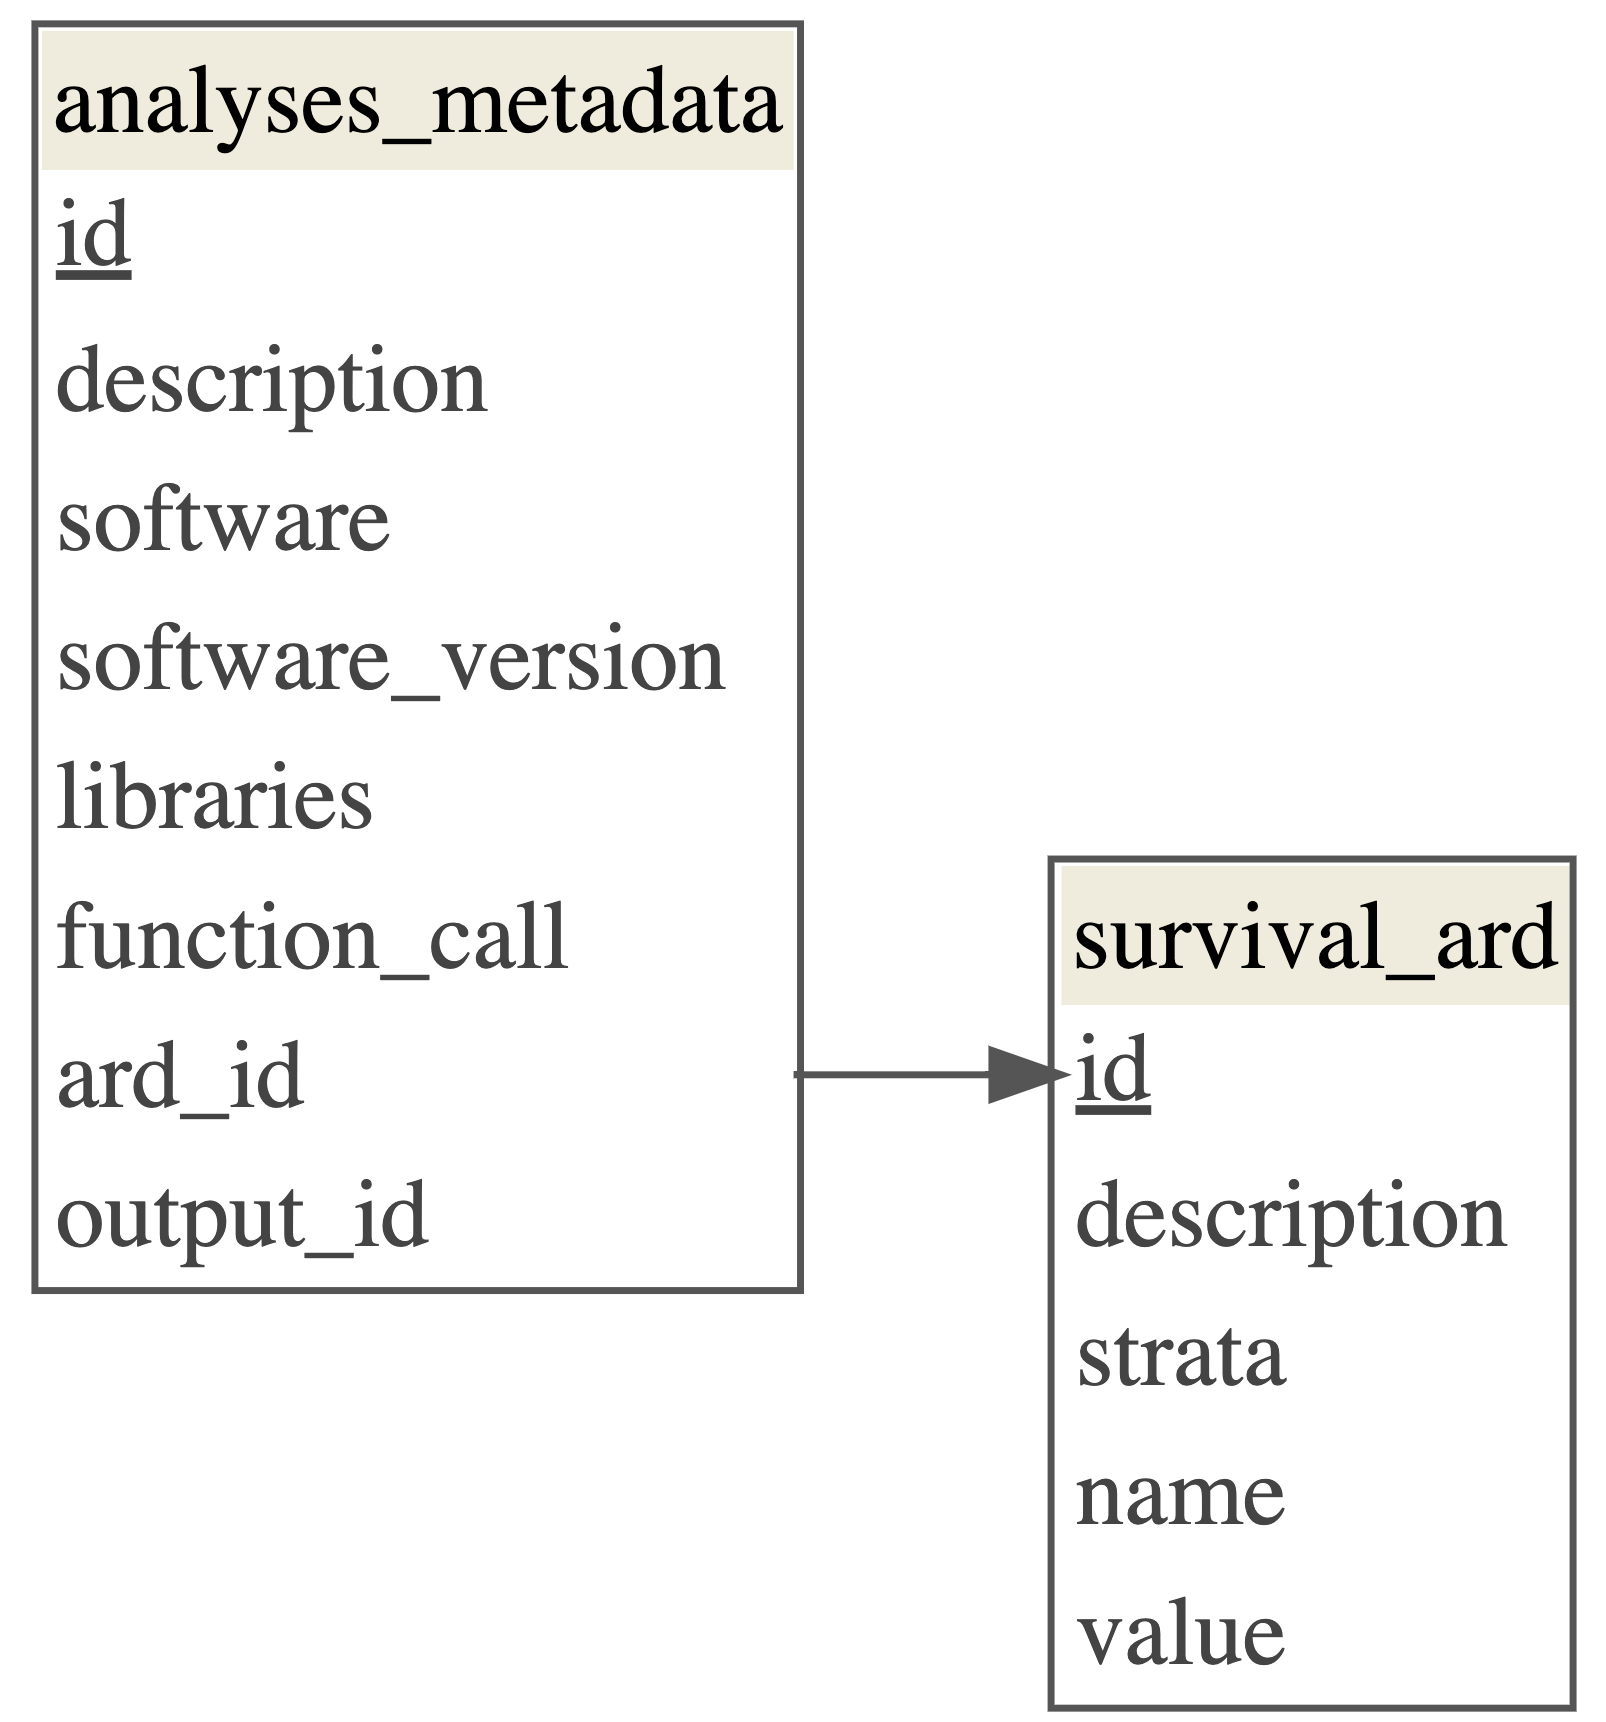 analyses_metadata
id
description
software
software_version
libraries
function_call
ard_id
output_id
survival_ard
id
description
strata
name
value